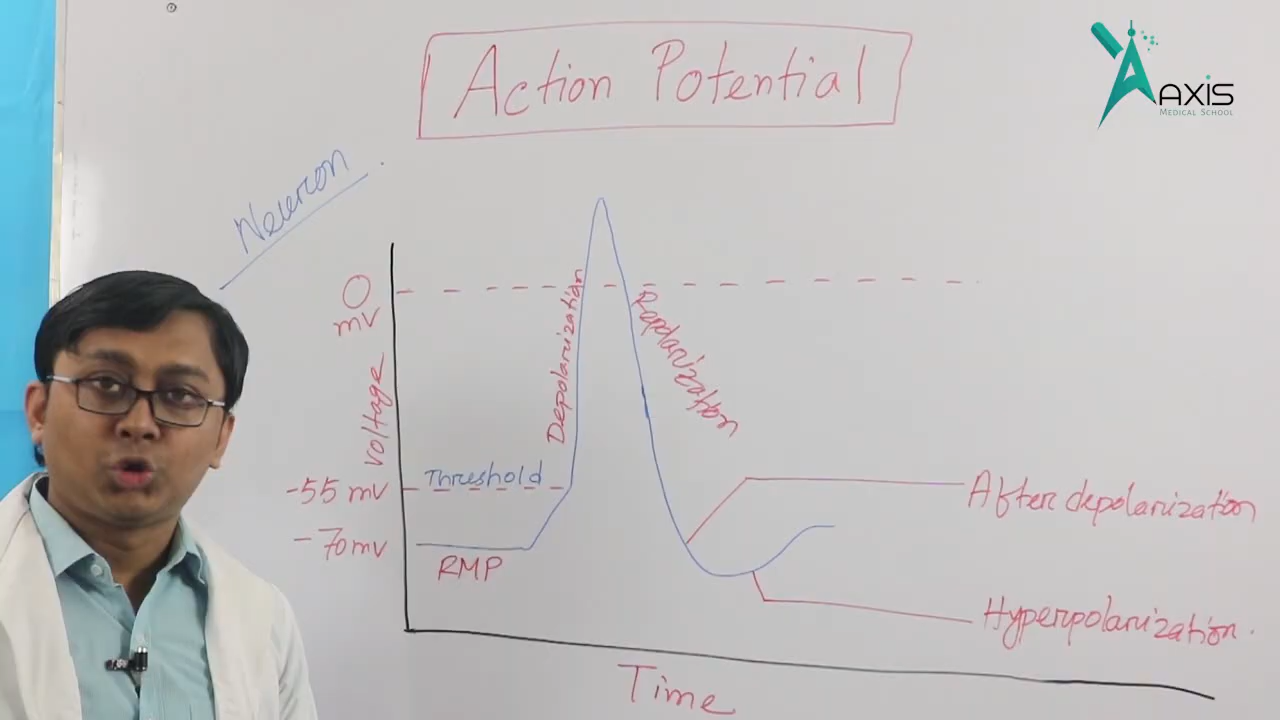 Action Potential
AXIS
MEDICAL SCHOOL
Neuron
0
mV
Voltage
Depolarization
Repolarization
Threshold
-55 mV
-70mV
RMP
After depolarization
Hyperpolarization.
Time